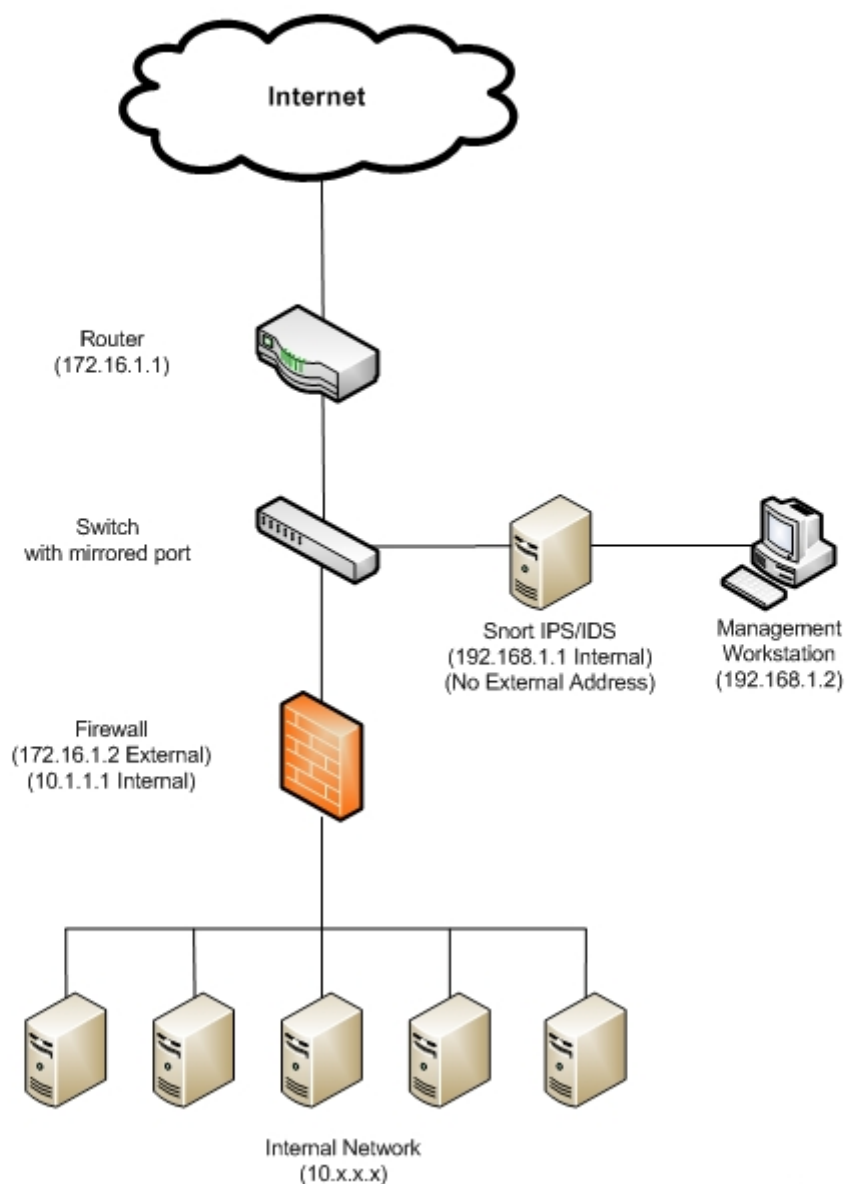 Internet
Router
(172.16.1.1)
Switch
with mirrored port
Snort IPS/IDS
(192.168.1.1 Internal)
(No External Address)
Management
Workstation
(192.168.1.2)
Firewall
(172.16.1.2 External)
(10.1.1.1 Internal)
Internal Network
(10.x.x.x)